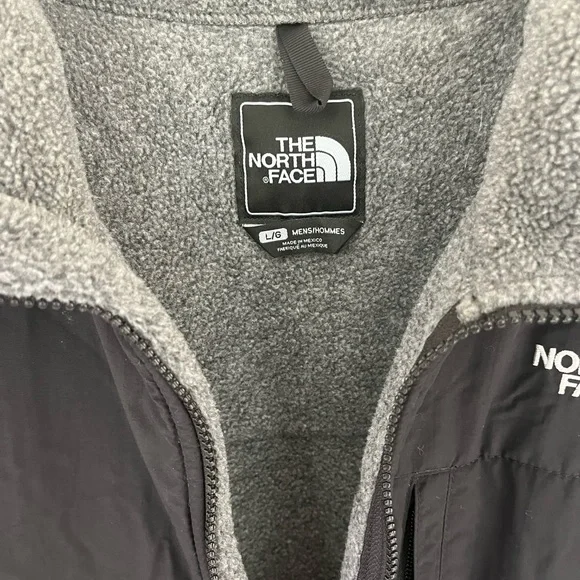 THE
NORTH
®FACE
L/G MENS/HOMMES
MADE IN MEXICO
FABRIQUÉ AU MEXIQUE